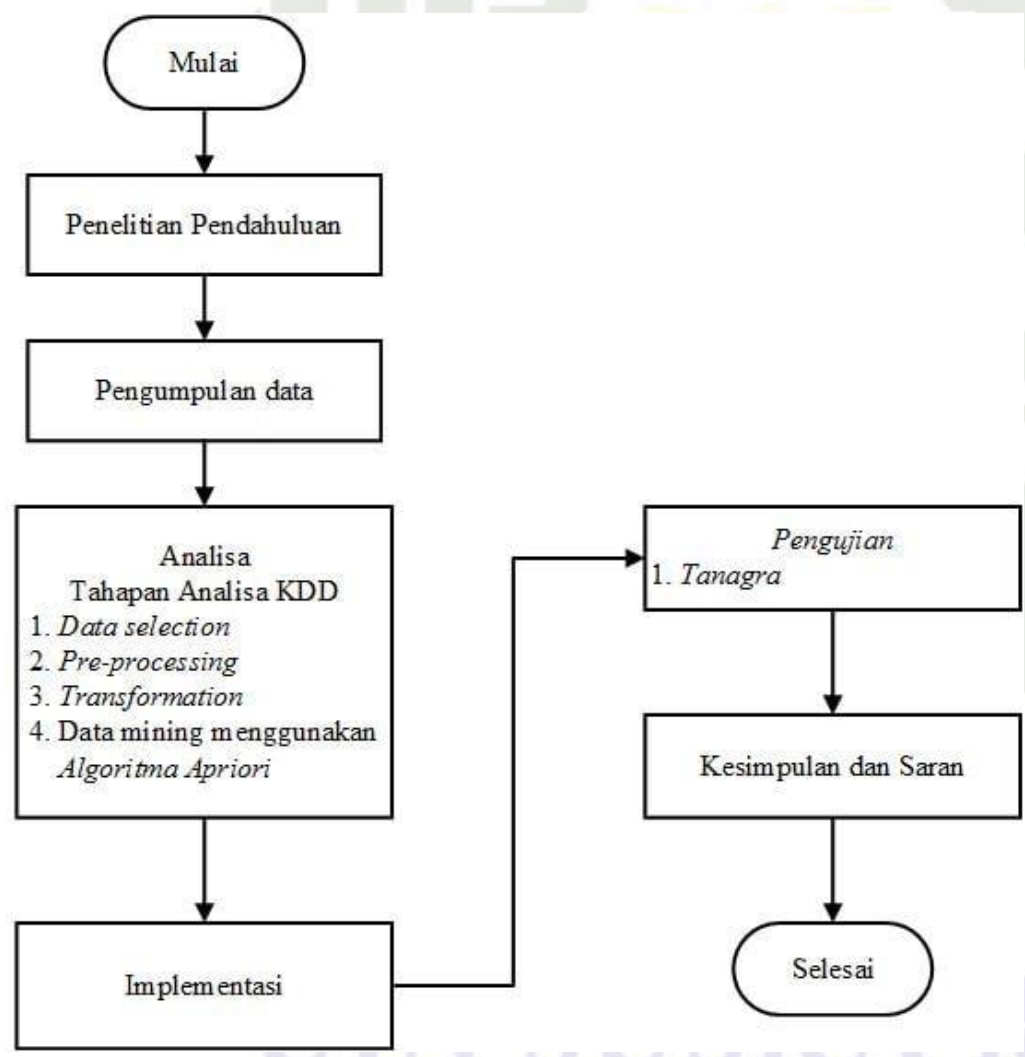 Mulai
Penelitian Pendahuluan
Pengumpulan data
Analisa
Tahapan Analisa KDD
1. Data selection
2. Pre-processing
3. Transformation
4. Data mining menggunakan
Algoritma Apriori
Implementasi
Pengujian
1. Tanagra
Kesimpulan dan Saran
Selesai